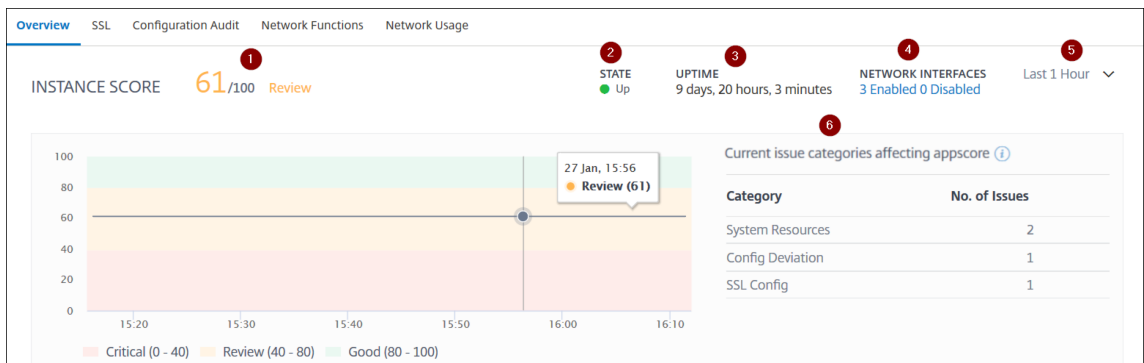 Overview SSL Configuration Audit Network Functions Network Usage
1 2 3 4 5
INSTANCE SCORE 61/100 Review
STATE
Up
UPTIME
9 days, 20 hours, 3 minutes
NETWORK INTERFACES
3 Enabled 0 Disabled
Last 1 Hour
6
100
80
60
40
20
0
27 Jan, 15:56
Review (61)
15:20 15:30 15:40 15:50 16:00 16:10
Critical (0 - 40) Review (40 - 80) Good (80 - 100)
Current issue categories affecting appscore i
Category No. of Issues
System Resources 2
Config Deviation 1
SSL Config 1